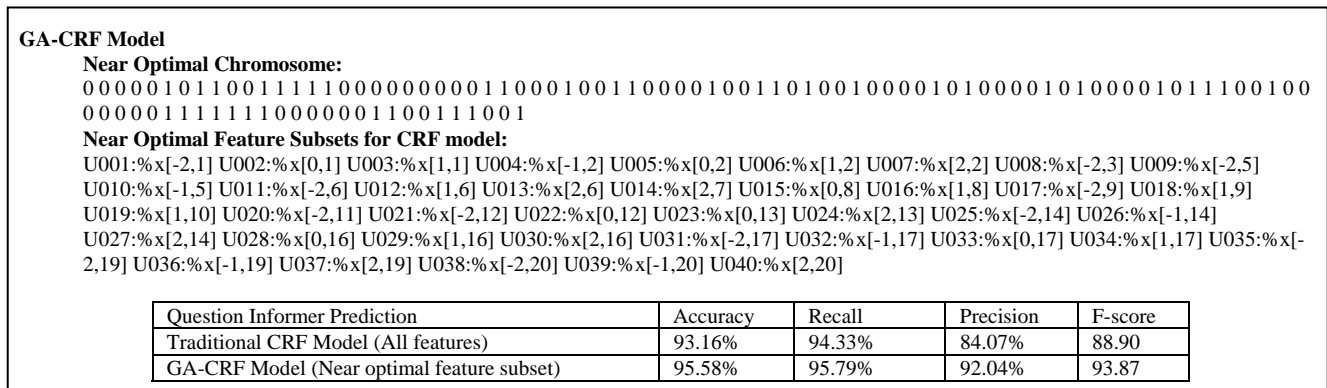 GA-CRF Model
Near Optimal Chromosome:
0 0 0 0 0 1 0 1 1 0 0 1 1 1 1 1 0 0 0 0 0 0 0 0 0 1 1 0 0 0 1 0 0 1 1 0 0 0 0 1 0 0 1 1 0 1 0 0 1 0 0 0 0 1 0 1 0 0 0 0 1 0 1 0 0 0 0 1 0 1 1 1 0 0 1 0 0
0 0 0 0 0 1 1 1 1 1 1 1 0 0 0 0 0 0 1 1 0 0 1 1 1 0 0 1
Near Optimal Feature Subsets for CRF model:
U001:%x[-2,1] U002:%x[0,1] U003:%x[1,1] U004:%x[-1,2] U005:%x[0,2] U006:%x[1,2] U007:%x[2,2] U008:%x[-2,3] U009:%x[-2,5]
U010:%x[-1,5] U011:%x[-2,6] U012:%x[1,6] U013:%x[2,6] U014:%x[2,7] U015:%x[0,8] U016:%x[1,8] U017:%x[-2,9] U018:%x[1,9]
U019:%x[1,10] U020:%x[-2,11] U021:%x[-2,12] U022:%x[0,12] U023:%x[0,13] U024:%x[2,13] U025:%x[-2,14] U026:%x[-1,14]
U027:%x[2,14] U028:%x[0,16] U029:%x[1,16] U030:%x[2,16] U031:%x[-2,17] U032:%x[-1,17] U033:%x[0,17] U034:%x[1,17] U035:%x[-
2,19] U036:%x[-1,19] U037:%x[2,19] U038:%x[-2,20] U039:%x[-1,20] U040:%x[2,20]
Question Informer Prediction Accuracy Recall Precision F-score
Traditional CRF Model (All features) 93.16% 94.33% 84.07% 88.90
GA-CRF Model (Near optimal feature subset) 95.58% 95.79% 92.04% 93.87